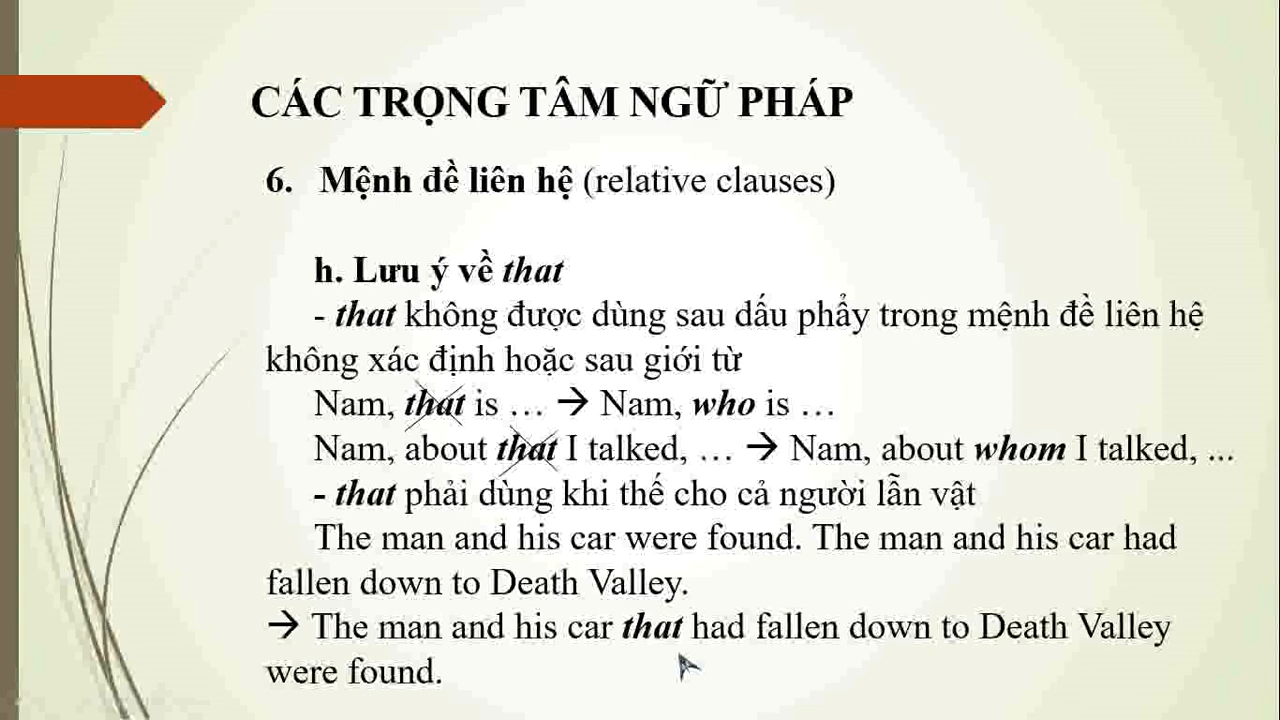 CÁC TRỌNG TÂM NGỮ PHÁP
6. Mệnh đề liên hệ (relative clauses)
h. Lưu ý về that
- that không được dùng sau dấu phẩy trong mệnh đề liên hệ
không xác định hoặc sau giới từ
Nam, that is … → Nam, who is …
Nam, about that I talked, … → Nam, about whom I talked, ...
- that phải dùng khi thế cho cả người lẫn vật
The man and his car were found. The man and his car had
fallen down to Death Valley.
→ The man and his car that had fallen down to Death Valley
were found.